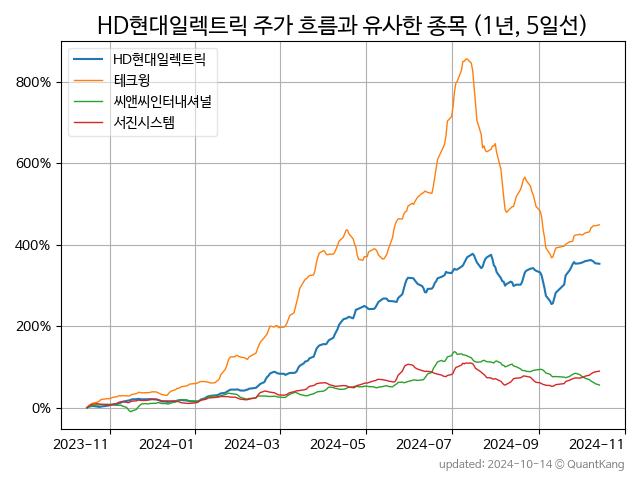 HD현대일렉트릭 주가 흐름과 유사한 종목 (1년, 5일선)
HD현대일렉트릭
테크윙
씨앤씨인터내셔널
서진시스템
800%
600%
400%
200%
0%
2023-11 2024-01 2024-03 2024-05 2024-07 2024-09 2024-11
updated: 2024-10-14 © QuantKang